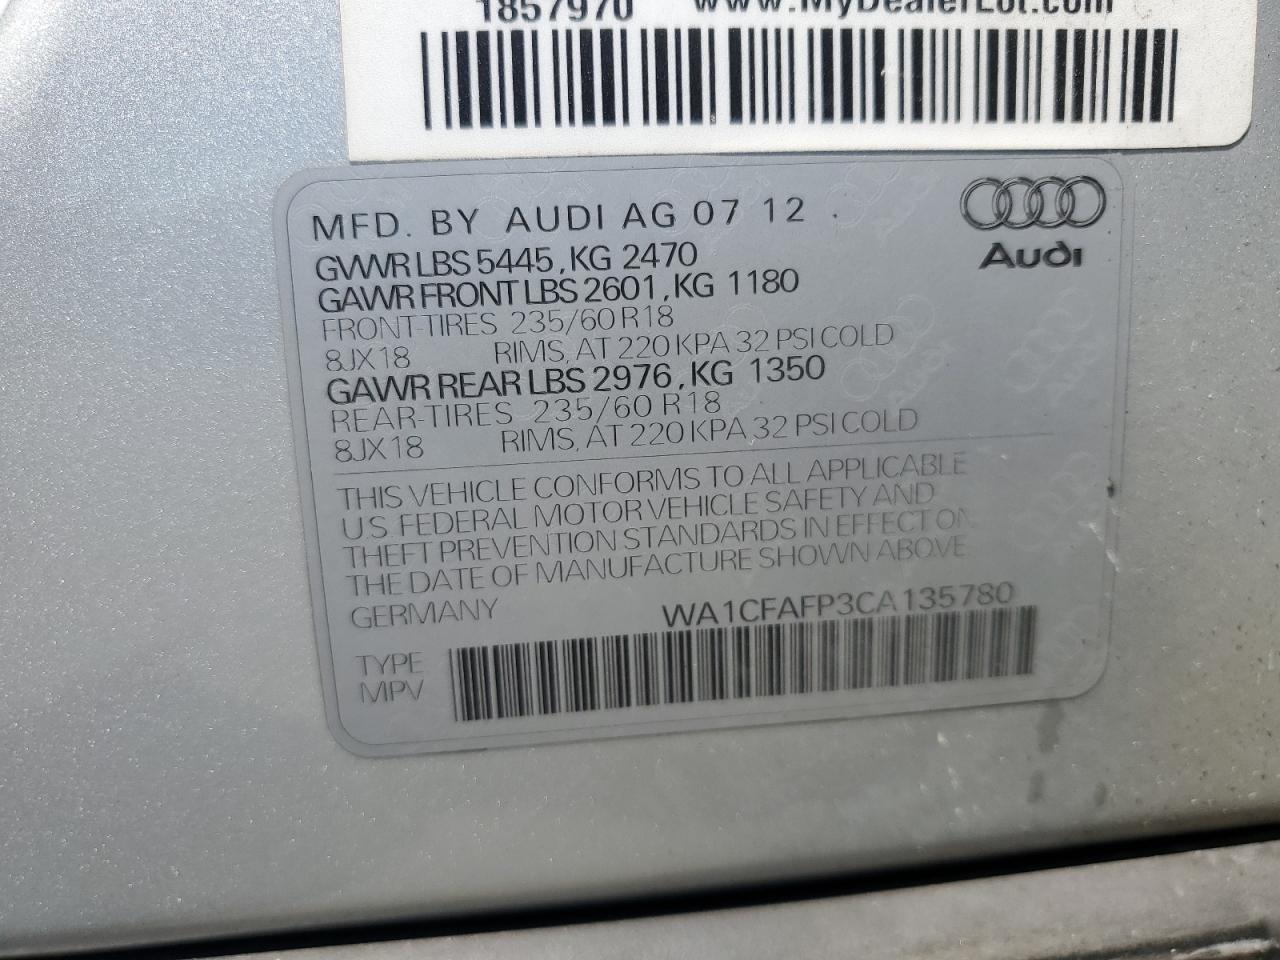 1857970 www.MyDealerLot.com
MFD. BY AUDI AG 07 12 .
Audi
GVWR LBS 5445, KG 2470
GAWR FRONT LBS 2601, KG 1180
FRONT-TIRES 235/60 R18
8JX18 RIMS, AT 220 KPA 32 PSI COLD
GAWR REAR LBS 2976, KG 1350
REAR-TIRES 235/60 R18
8JX18 RIMS, AT 220 KPA 32 PSI COLD
THIS VEHICLE CONFORMS TO ALL APPLICABLE
US FEDERAL MOTOR VEHICLE SAFETY AND
THEFT PREVENTION STANDARDS IN EFFECT ON
THE DATE OF MANUFACTURE SHOWN ABOVE
GERMANY WA1CFAFP3CA135780
TYPE
MPV